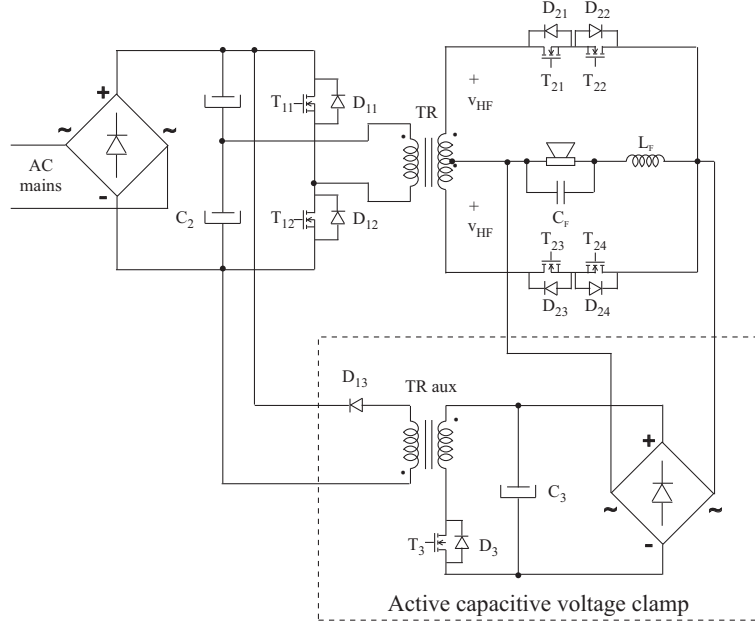 D21 D22
+
T21 T22
~ + ~
T11 D11
TR
vHF
LF
AC
mains
-
C2
T12 D12
+
vHF
CF
T23 T24
D23 D24
D13
TR aux
+
C3
~ ~
T3 D3
-
Active capacitive voltage clamp